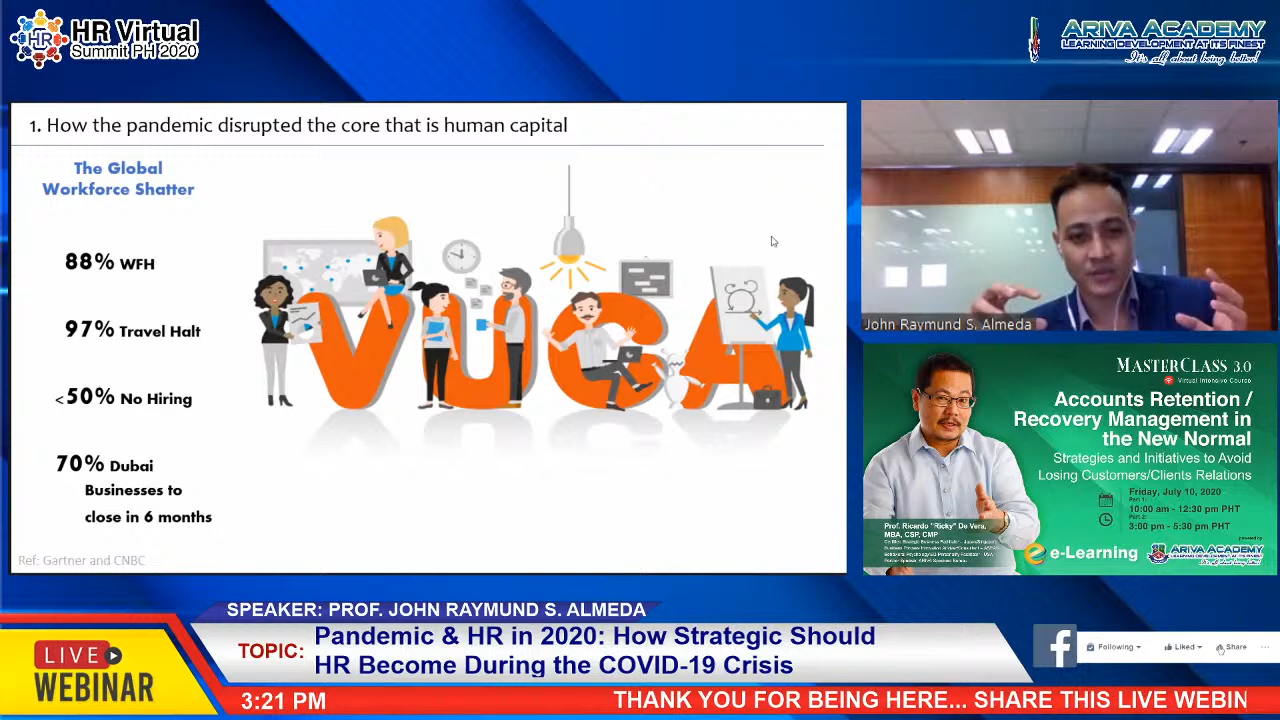 HR Virtual
Summit PH 2020
HR
ARIVA ACADEMY
LEARNING DEVELOPMENT AT ITS FINEST
It's all about being better!
1. How the pandemic disrupted the core that is human capital
The Global
Workforce Shatter
88% WFH
97% Travel Halt
<50% No Hiring
70% Dubai
Businesses to
close in 6 months
VUCA
Ref: Gartner and CNBC
John Raymund S. Almeda
MASTERCLASS 3.0
Virtual Intensive Course
Accounts Retention /
Recovery Management in
the New Normal
Strategies and Initiatives to Avoid
Losing Customers/Clients Relations
Friday, July 10, 2020
Part 1:
10:00 am - 12:30 pm PHT
Part 2:
3:00 pm - 5:30 pm PHT
Prof. Ricardo "Ricky" De Vera,
MBA, CSP, CMP
powered by
e-Learning
ARIVA ACADEMY
SPEAKER: PROF. JOHN RAYMUND S. ALMEDA
TOPIC: Pandemic & HR in 2020: How Strategic Should
HR Become During the COVID-19 Crisis
Following
Liked
Share
LIVE
WEBINAR
3:21 PM
THANK YOU FOR BEING HERE... SHARE THIS LIVE WEBIN